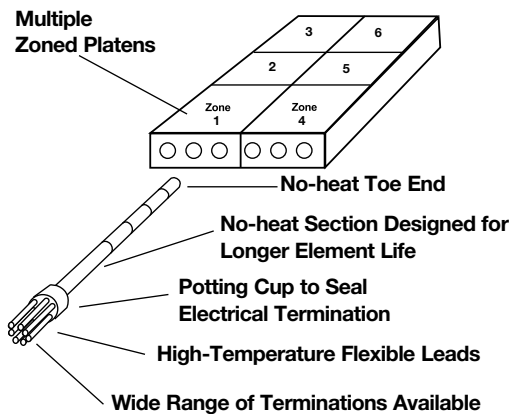 Multiple
Zoned Platens
3
6
2
5
Zone
1
Zone
4
No-heat Toe End
No-heat Section Designed for
Longer Element Life
Potting Cup to Seal
Electrical Termination
High-Temperature Flexible Leads
Wide Range of Terminations Available